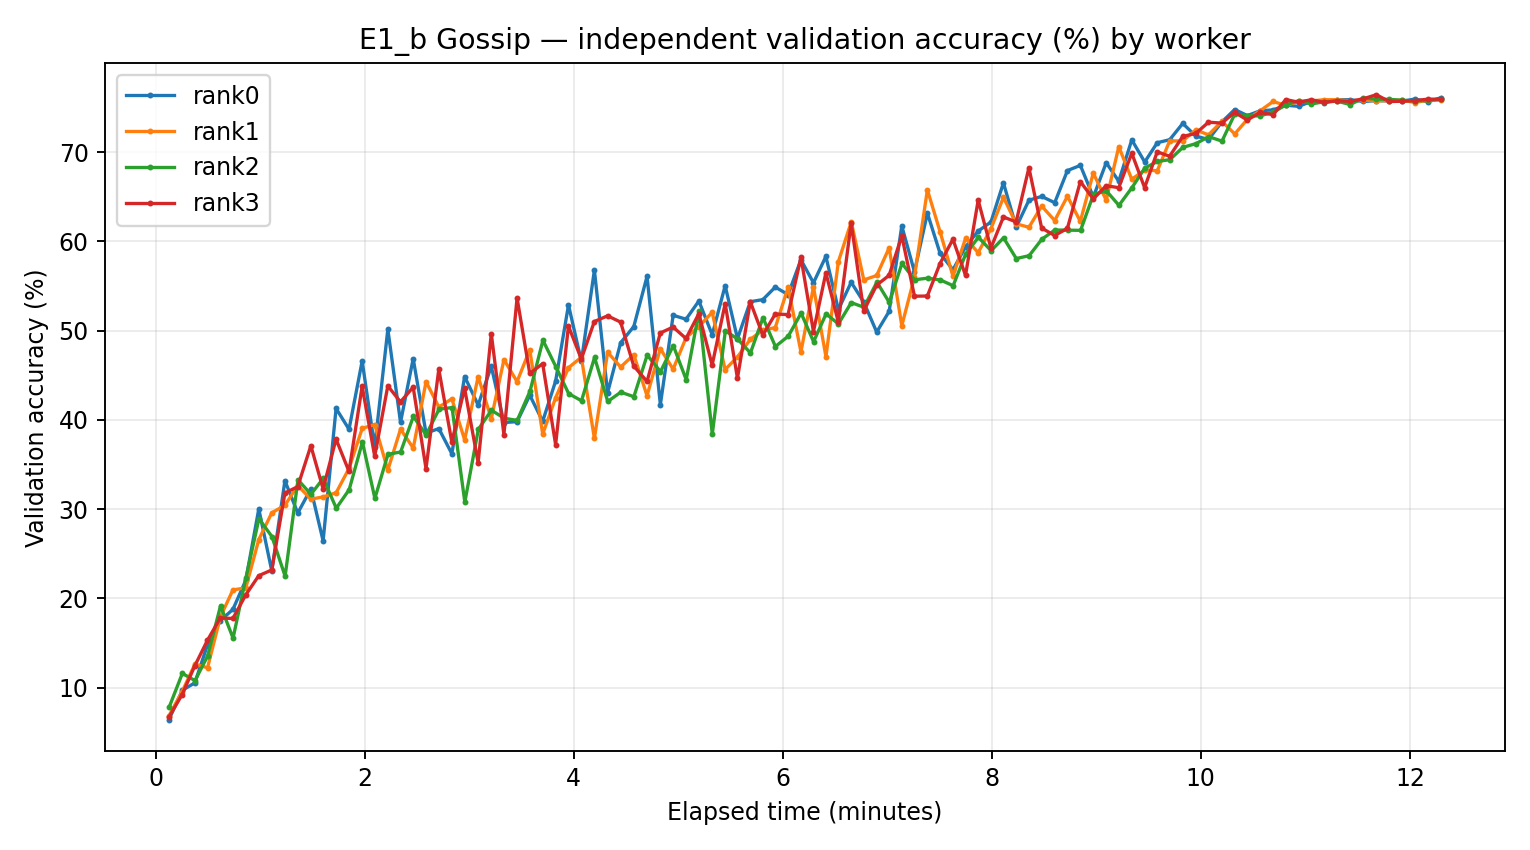 E1_b Gossip — independent validation accuracy (%) by worker
rank0
rank1
rank2
rank3
Validation accuracy (%)
70
60
50
40
30
20
10
0 2 4 6 8 10 12
Elapsed time (minutes)